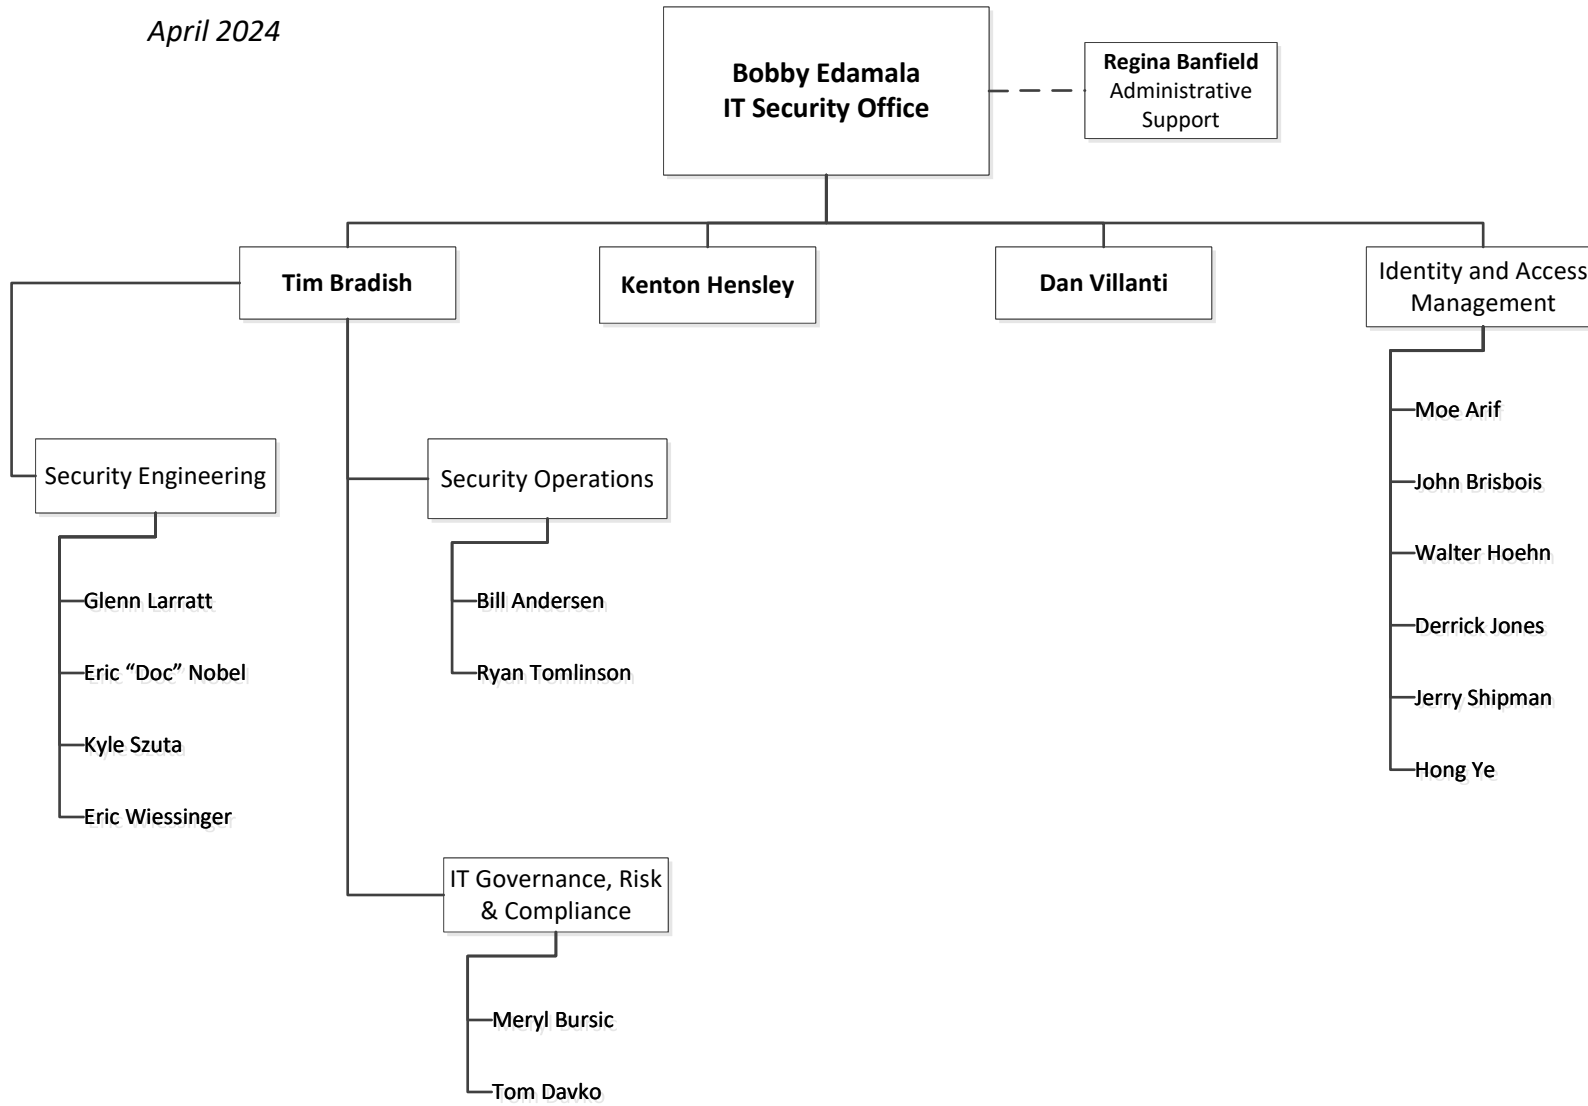 April 2024
Bobby Edamala
IT Security Office
Regina Banfield
Administrative
Support
Tim Bradish
Kenton Hensley
Dan Villanti
Identity and Access
Management
Security Engineering
Glenn Larratt
Eric “Doc” Nobel
Kyle Szuta
Eric Wiessinger
Security Operations
Bill Andersen
Ryan Tomlinson
IT Governance, Risk
& Compliance
Meryl Bursic
Tom Davko
Moe Arif
John Brisbois
Walter Hoehn
Derrick Jones
Jerry Shipman
Hong Ye